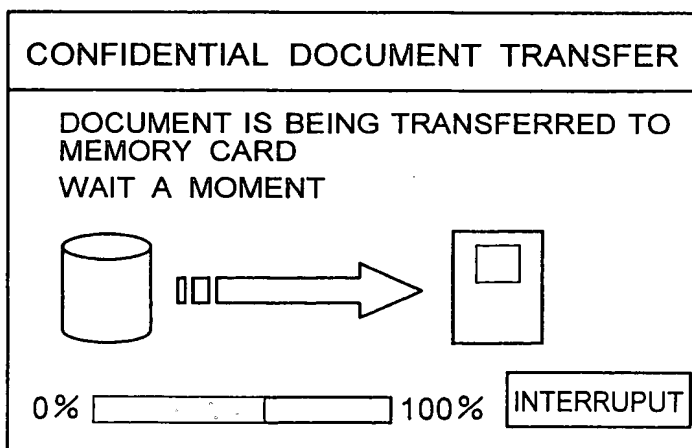 CONFIDENTIAL DOCUMENT TRANSFER
DOCUMENT IS BEING TRANSFERRED TO
MEMORY CARD
WAIT A MOMENT
0% 100% INTERRUPUT